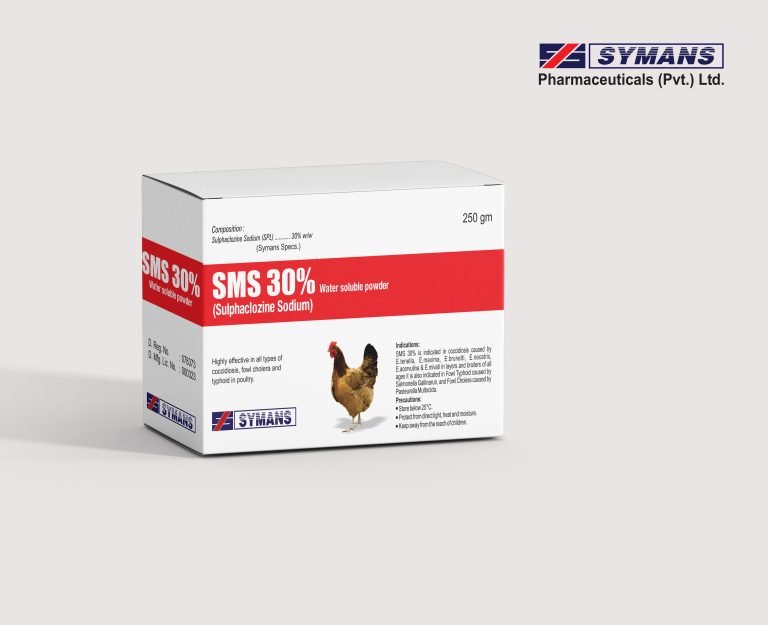 SYMANS
Pharmaceuticals (Pvt.) Ltd.
250 gm
Composition :
Sulphaclozine Sodium (SPL) ........... 30% w/w
(Symans Specs.)
SMS 30% Water soluble powder
(Sulphaclozine Sodium)
SMS 30%
Water soluble powder
Highly effective in all types of
coccidiosis, fowl cholera and
typhoid in poultry.
Indications:
SMS 30% is indicated in coccidiosis caused by
E.tenella, E.maxima, E.brunetti, E.necatrix,
E.acervulina & E.mivati in layers and broilers of all
ages it is also indicated in Fowl Typhoid caused by
Salmonella Gallinarun, and Fowl Cholera caused by
Pasteurella Multocida.
Precautions:
• Store below 25°C.
• Protect from direct light, heat and moisture.
• Keep away from the reach of children.
D. Reg. No. : 078373
D. Mfg. Lic. No. : 000323
SYMANS
SYMANS